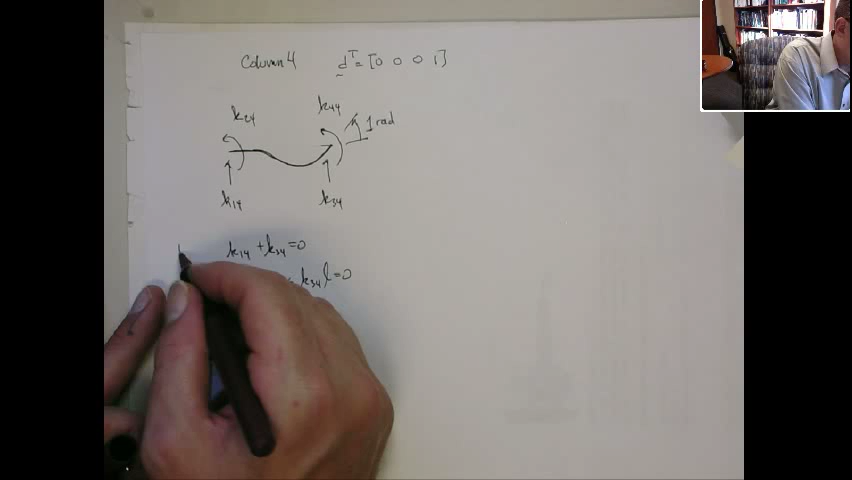 Column 4 d^T = [0 0 0 1]
k24 k44
1 rad
k14 k34
k14 + k34 = 0
k34 l = 0